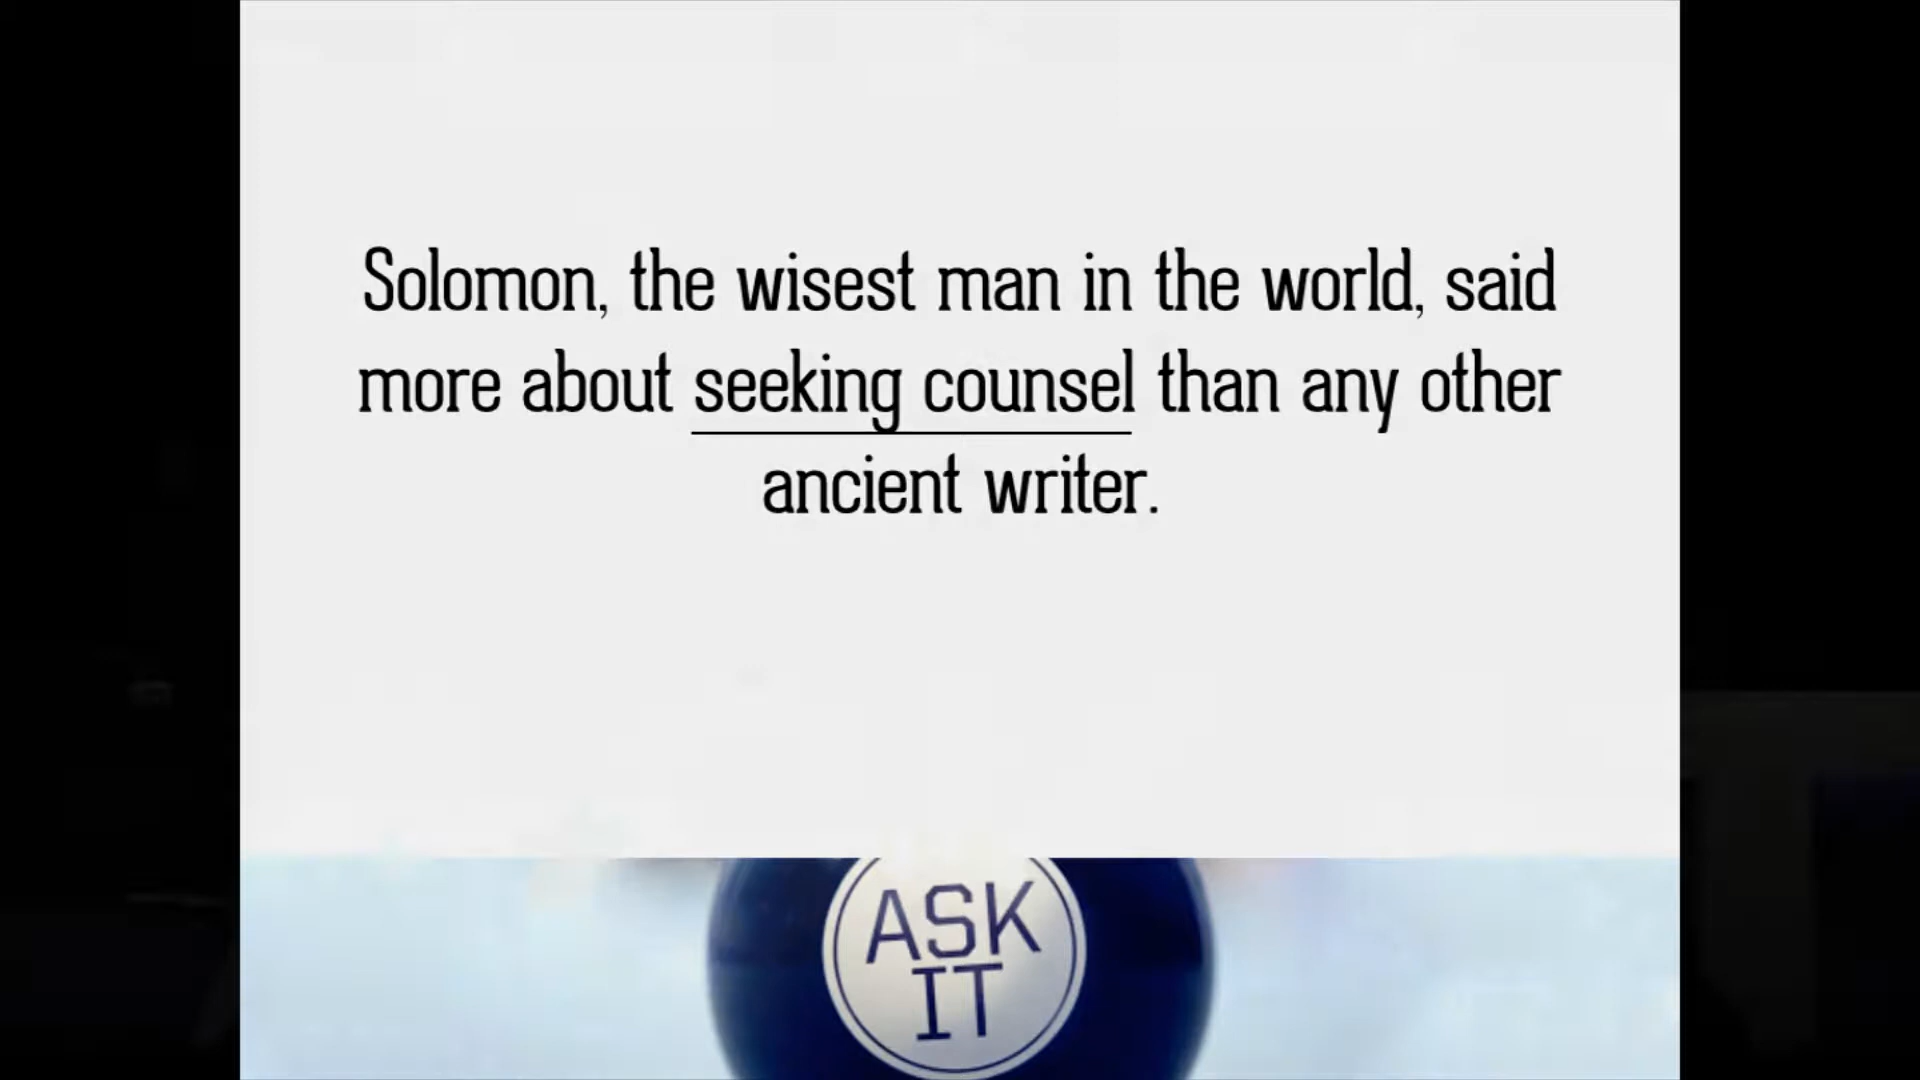 Solomon, the wisest man in the world, said
more about seeking counsel than any other
ancient writer.
ASK
IT